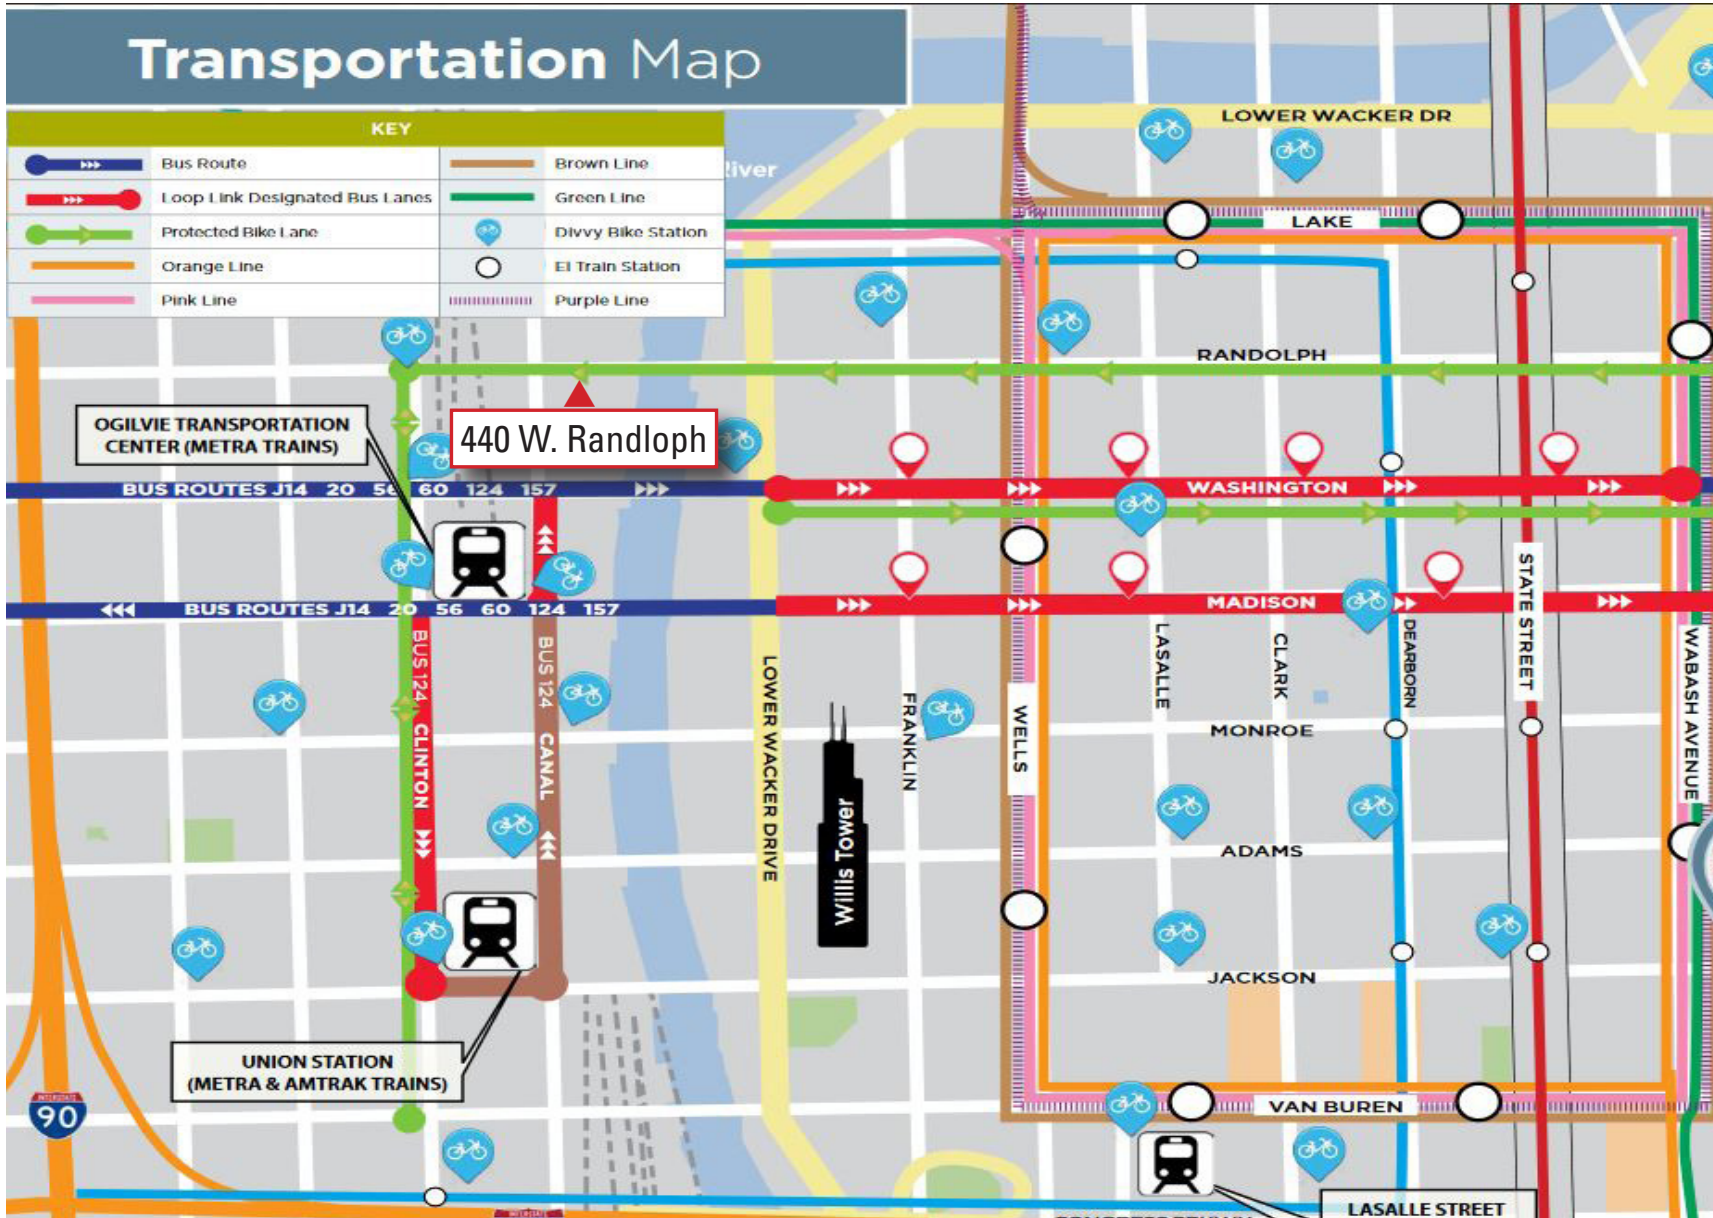 Transportation Map
KEY
Bus Route
Brown Line
Loop Link Designated Bus Lanes
Green Line
Protected Bike Lane
Divvy Bike Station
Orange Line
El Train Station
Pink Line
Purple Line
River
LOWER WACKER DR
LAKE
RANDOLPH
OGILVIE TRANSPORTATION
CENTER (METRA TRAINS)
440 W. Randloph
BUS ROUTES J14 20 56 60 124 157
WASHINGTON
BUS ROUTES J14 20 56 60 124 157
MADISON
BUS 124 CLINTON
BUS 124 CANAL
LOWER WACKER DRIVE
Willis Tower
FRANKLIN
WELLS
LASALLE
CLARK
DEARBORN
STATE STREET
WABASH AVENUE
MONROE
ADAMS
JACKSON
UNION STATION
(METRA & AMTRAK TRAINS)
INTERSTATE
90
VAN BUREN
LASALLE STREET
INTERSTATE